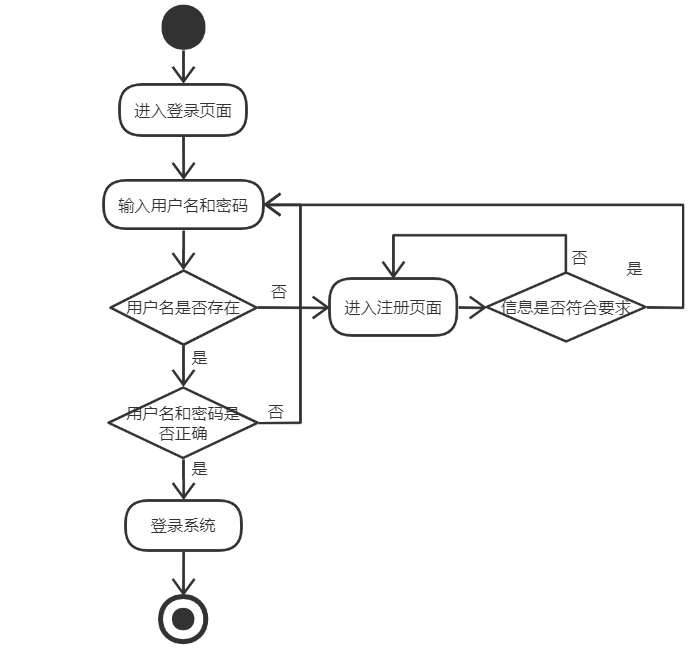 进入登录页面
输入用户名和密码
用户名是否存在
否
进入注册页面
否
是
信息是否符合要求
是
用户名和密码是
否正确
否
是
登录系统